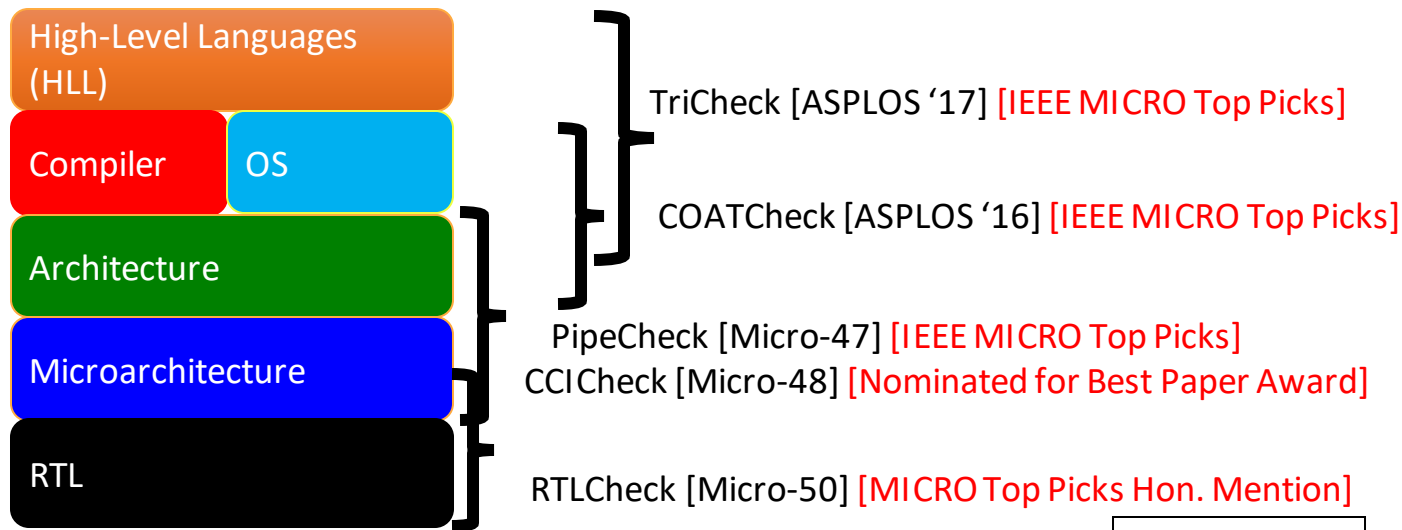 High-Level Languages
(HLL)
TriCheck [ASPLOS ‘17] [IEEE MICRO Top Picks]
Compiler
OS
COATCheck [ASPLOS ‘16] [IEEE MICRO Top Picks]
Architecture
PipeCheck [Micro-47] [IEEE MICRO Top Picks]
Microarchitecture
CCICheck [Micro-48] [Nominated for Best Paper Award]
RTL
RTLCheck [Micro-50] [MICRO Top Picks Hon. Mention]